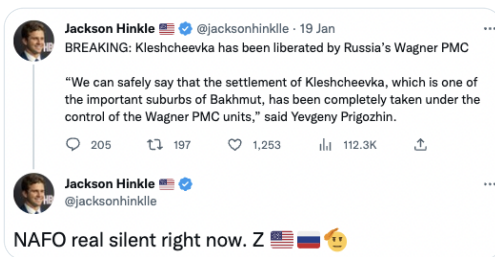 Jackson Hinkle 🇺🇸 @jacksonhinklle · 19 Jan
BREAKING: Kleshcheevka has been liberated by Russia's Wagner PMC
“We can safely say that the settlement of Kleshcheevka, which is one of
the important suburbs of Bakhmut, has been completely taken under the
control of the Wagner PMC units,” said Yevgeny Prigozhin.
205 197 1,253 112.3K
Jackson Hinkle 🇺🇸
@jacksonhinklle
NAFO real silent right now. Z 🇺🇸🇷🇺🫡